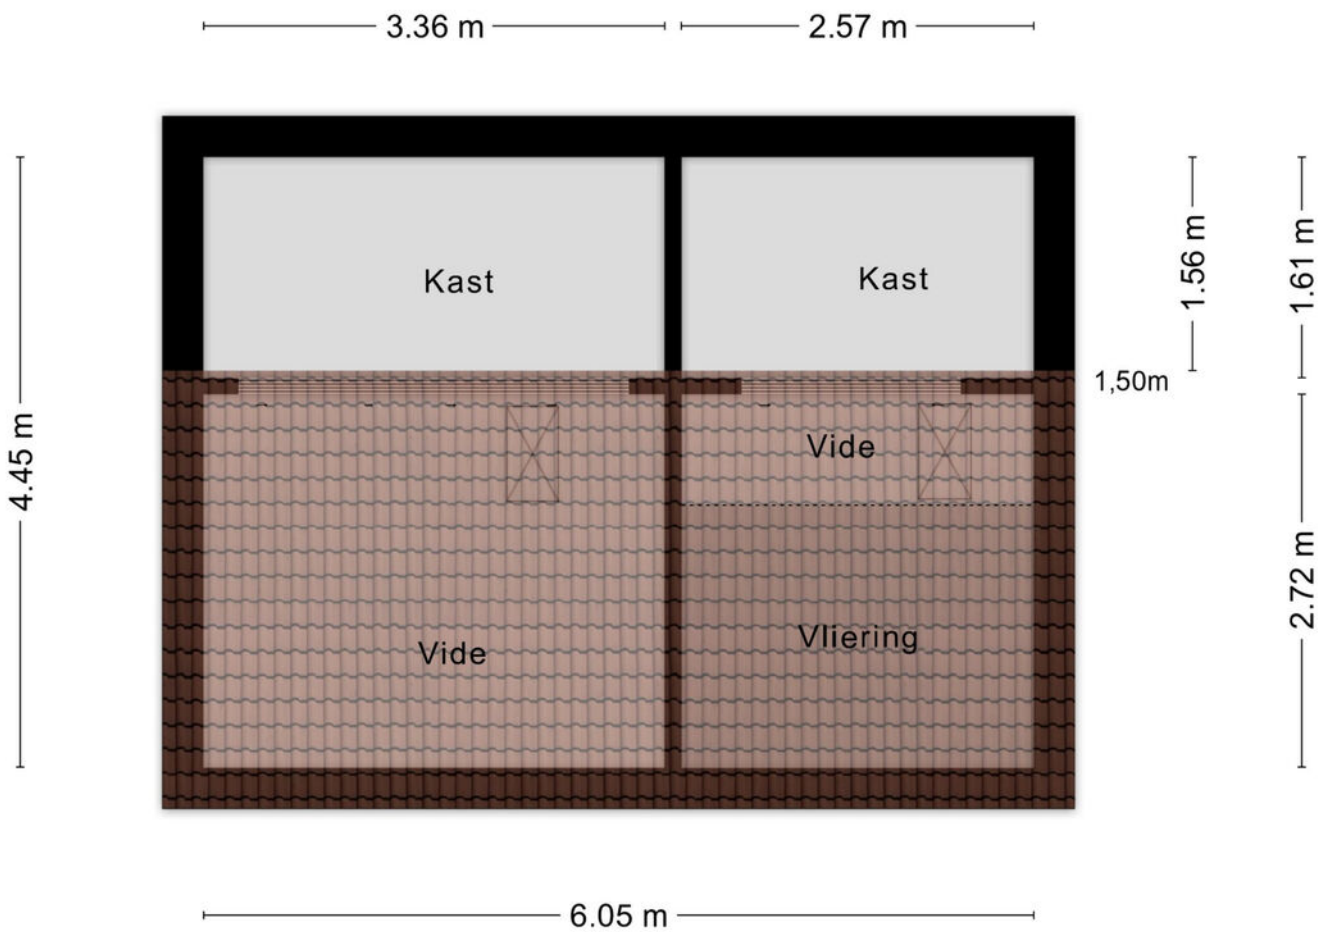 3.36 m
2.57 m
Kast
Kast
1.56 m
1.61 m
1,50m
4.45 m
Vide
2.72 m
Vliering
Vide
6.05 m